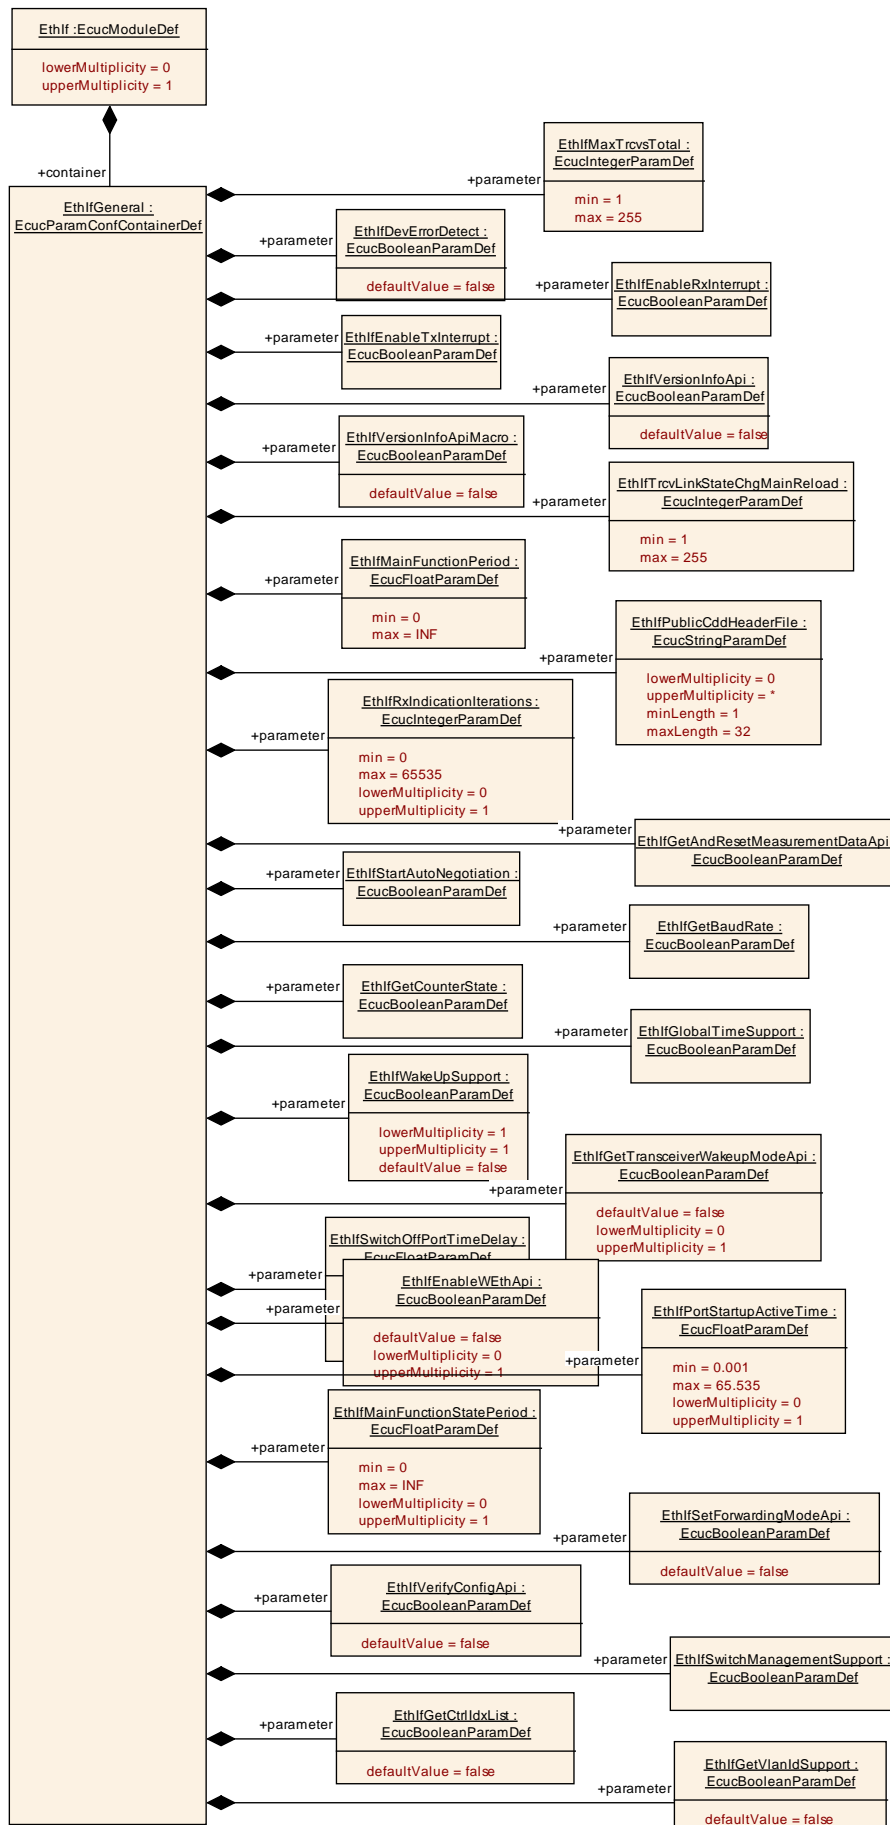 EthIf :EcucModuleDef
lowerMultiplicity = 0
upperMultiplicity = 1
+container
EthIfGeneral :
EcucParamConfContainerDef
+parameter
EthIfMaxTrcvsTotal :
EcucIntegerParamDef
min = 1
max = 255
+parameter
EthIfDevErrorDetect :
EcucBooleanParamDef
defaultValue = false
+parameter
EthIfEnableRxInterrupt :
EcucBooleanParamDef
+parameter
EthIfEnableTxInterrupt :
EcucBooleanParamDef
+parameter
EthIfVersionInfoApi :
EcucBooleanParamDef
defaultValue = false
+parameter
EthIfVersionInfoApiMacro :
EcucBooleanParamDef
defaultValue = false
+parameter
EthIfTrcvLinkStateChgMainReload :
EcucIntegerParamDef
min = 1
max = 255
+parameter
EthIfMainFunctionPeriod :
EcucFloatParamDef
min = 0
max = INF
+parameter
EthIfPublicCddHeaderFile :
EcucStringParamDef
lowerMultiplicity = 0
upperMultiplicity = *
minLength = 1
maxLength = 32
+parameter
EthIfRxIndicationIterations :
EcucIntegerParamDef
min = 0
max = 65535
lowerMultiplicity = 0
upperMultiplicity = 1
+parameter
EthIfGetAndResetMeasurementDataApi :
EcucBooleanParamDef
+parameter
EthIfStartAutoNegotiation :
EcucBooleanParamDef
+parameter
EthIfGetBaudRate :
EcucBooleanParamDef
+parameter
EthIfGetCounterState :
EcucBooleanParamDef
+parameter
EthIfGlobalTimeSupport :
EcucBooleanParamDef
+parameter
EthIfWakeUpSupport :
EcucBooleanParamDef
lowerMultiplicity = 1
upperMultiplicity = 1
defaultValue = false
+parameter
EthIfGetTransceiverWakeupModeApi :
EcucBooleanParamDef
defaultValue = false
lowerMultiplicity = 0
upperMultiplicity = 1
+parameter
EthIfSwitchOffPortTimeDelay :
EcucFloatParamDef
+parameter
EthIfEnableWEthApi :
EcucBooleanParamDef
defaultValue = false
lowerMultiplicity = 0
upperMultiplicity = 1
+parameter
EthIfPortStartupActiveTime :
EcucFloatParamDef
min = 0.001
max = 65.535
lowerMultiplicity = 0
upperMultiplicity = 1
+parameter
EthIfMainFunctionStatePeriod :
EcucFloatParamDef
min = 0
max = INF
lowerMultiplicity = 0
upperMultiplicity = 1
+parameter
EthIfSetForwardingModeApi :
EcucBooleanParamDef
defaultValue = false
+parameter
EthIfVerifyConfigApi :
EcucBooleanParamDef
defaultValue = false
+parameter
EthIfSwitchManagementSupport :
EcucBooleanParamDef
+parameter
EthIfGetCtrlIdxList :
EcucBooleanParamDef
defaultValue = false
+parameter
EthIfGetVlanIdSupport :
EcucBooleanParamDef
defaultValue = false